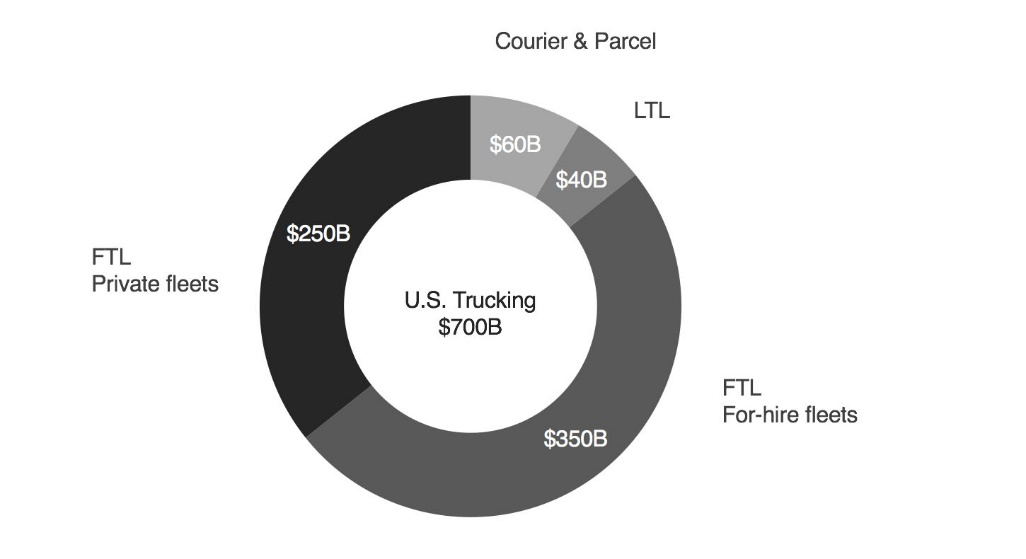 Courier & Parcel
LTL
$60B
$40B
$250B
FTL
Private fleets
U.S. Trucking
$700B
FTL
For-hire fleets
$350B